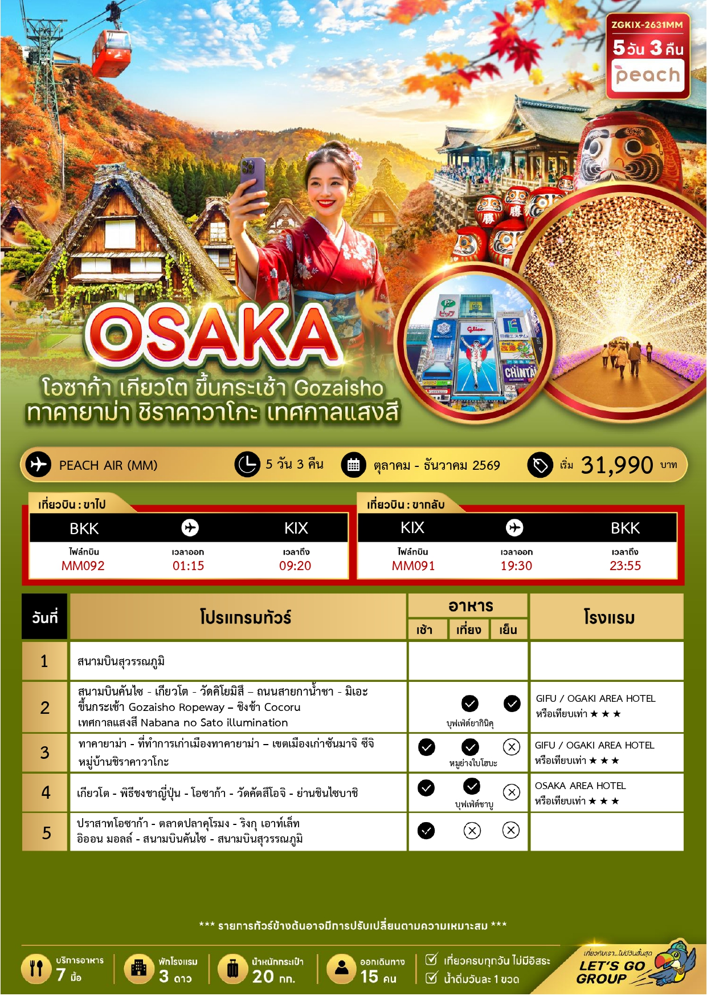 ZGKIX-2631MM
5 วัน 3 คืน
peach
ピップ
glico
CHINTAI
OSAKA
โอซาก้า เกียวโต ขึ้นกระเช้า Gozaisho
ทาคายาม่า ชิราคาวาโกะ เทศกาลแสงสี
PEACH AIR (MM) 5 วัน 3 คืน ตุลาคม - ธันวาคม 2569 เริ่ม 31,990 บาท
เที่ยวบิน : ขาไป
BKK KIX
ไฟล์ทบิน เวลาออก เวลาถึง
MM092 01:15 09:20
เที่ยวบิน : ขากลับ
KIX BKK
ไฟล์ทบิน เวลาออก เวลาถึง
MM091 19:30 23:55
วันที่ โปรแกรมทัวร์ อาหาร โรงแรม
เช้า เที่ยง เย็น
1 สนามบินสุวรรณภูมิ
2
สนามบินคันไซ - เกียวโต - วัดคิโยมิสึ – ถนนสายกาน้ำชา - มิเอะ
ขึ้นกระเช้า Gozaisho Ropeway – ชิงช้า Cocoru
เทศกาลแสงสี Nabana no Sato illumination
บุฟเฟ่ต์ยากินิคุ
GIFU / OGAKI AREA HOTEL
หรือเทียบเท่า ★ ★ ★
3
ทาคายาม่า - ที่ทำการเก่าเมืองทาคายาม่า – เขตเมืองเก่าซันมาจิ ซึจิ
หมู่บ้านชิราคาวาโกะ
หมูย่างใบโฮบะ
GIFU / OGAKI AREA HOTEL
หรือเทียบเท่า ★ ★ ★
4
เกียวโต - พิธีชงชาญี่ปุ่น - โอซาก้า - วัดคัตสึโอจิ - ย่านชินไซบาชิ
บุฟเฟ่ต์ชาบู
OSAKA AREA HOTEL
หรือเทียบเท่า ★ ★ ★
5
ปราสาทโอซาก้า - ตลาดปลาคุโรมง - ริงกุ เอาท์เล็ท
อิออน มอลล์ - สนามบินคันไซ - สนามบินสุวรรณภูมิ
*** รายการทัวร์ข้างต้นอาจมีการปรับเปลี่ยนตามความเหมาะสม ***
บริการอาหาร
7 มื้อ
พักโรงแรม
3 ดาว
น้ำหนักกระเป๋า
20 กก.
ออกเดินทาง
15 คน
เที่ยวครบทุกวัน ไม่มีอิสระ
น้ำดื่มวันละ 1 ขวด
เที่ยวกับเรา...ไม่มีวันสิ้นสุด
LET'S GO
GROUP